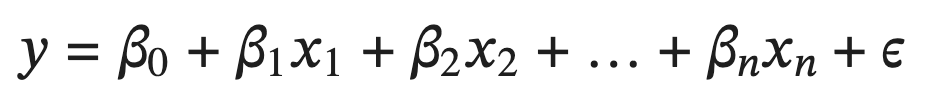 y = β₀ + β₁x₁ + β₂x₂ + … + βₙxₙ + ϵ